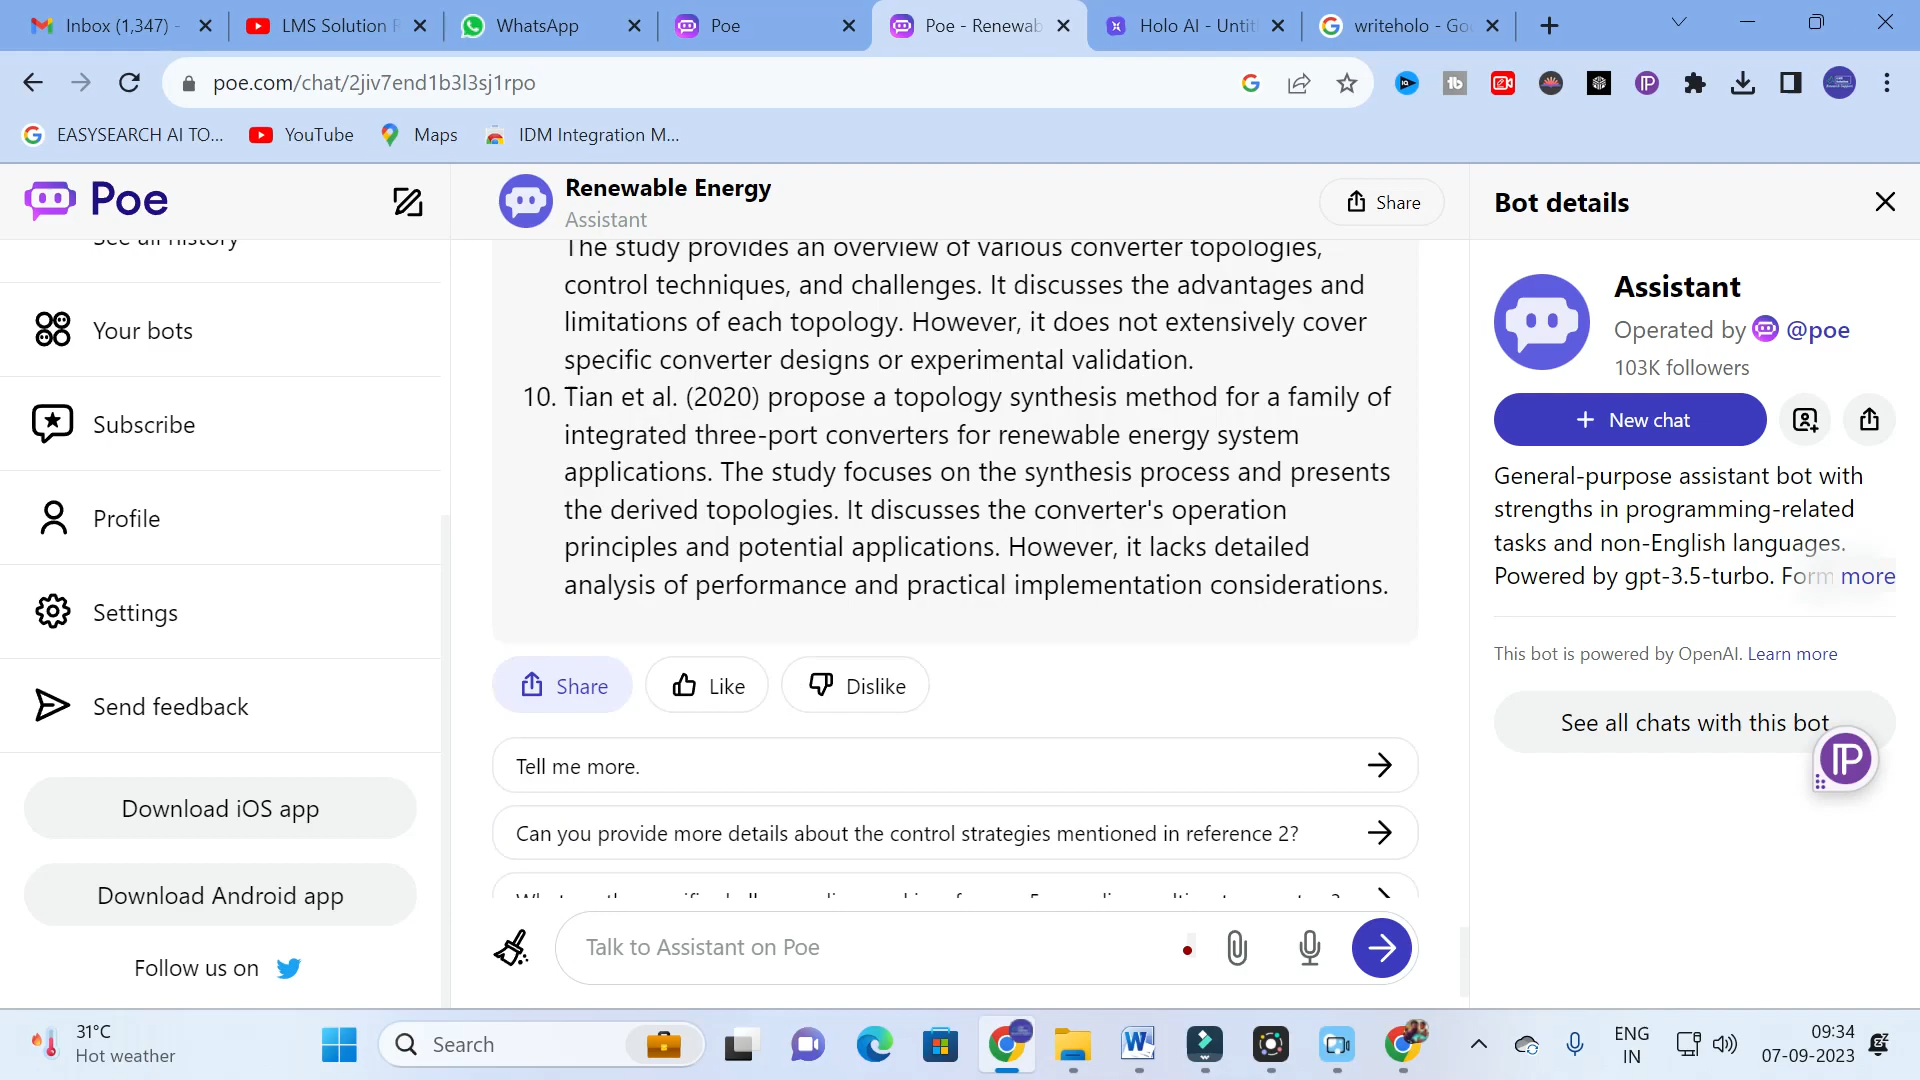 Inbox (1,347) -
LMS Solution
WhatsApp
Poe
Poe - Renewab
Holo AI - Untit
writeholo - Goo
poe.com/chat/2jiv7end1b3l3sj1rpo
EASYSEARCH AI TO...
YouTube
Maps
IDM Integration M...
Poe
See all history
Your bots
Subscribe
Profile
Settings
Send feedback
Download iOS app
Download Android app
Follow us on
Renewable Energy
Assistant
Share
The study provides an overview of various converter topologies,
control techniques, and challenges. It discusses the advantages and
limitations of each topology. However, it does not extensively cover
specific converter designs or experimental validation.
10. Tian et al. (2020) propose a topology synthesis method for a family of
integrated three-port converters for renewable energy system
applications. The study focuses on the synthesis process and presents
the derived topologies. It discusses the converter's operation
principles and potential applications. However, it lacks detailed
analysis of performance and practical implementation considerations.
Share
Like
Dislike
Tell me more.
Can you provide more details about the control strategies mentioned in reference 2?
Talk to Assistant on Poe
Bot details
Assistant
Operated by @poe
103K followers
+ New chat
General-purpose assistant bot with
strengths in programming-related
tasks and non-English languages.
Powered by gpt-3.5-turbo. Form more
This bot is powered by OpenAI. Learn more
See all chats with this bot
31°C
Hot weather
Search
ENG
IN
09:34
07-09-2023